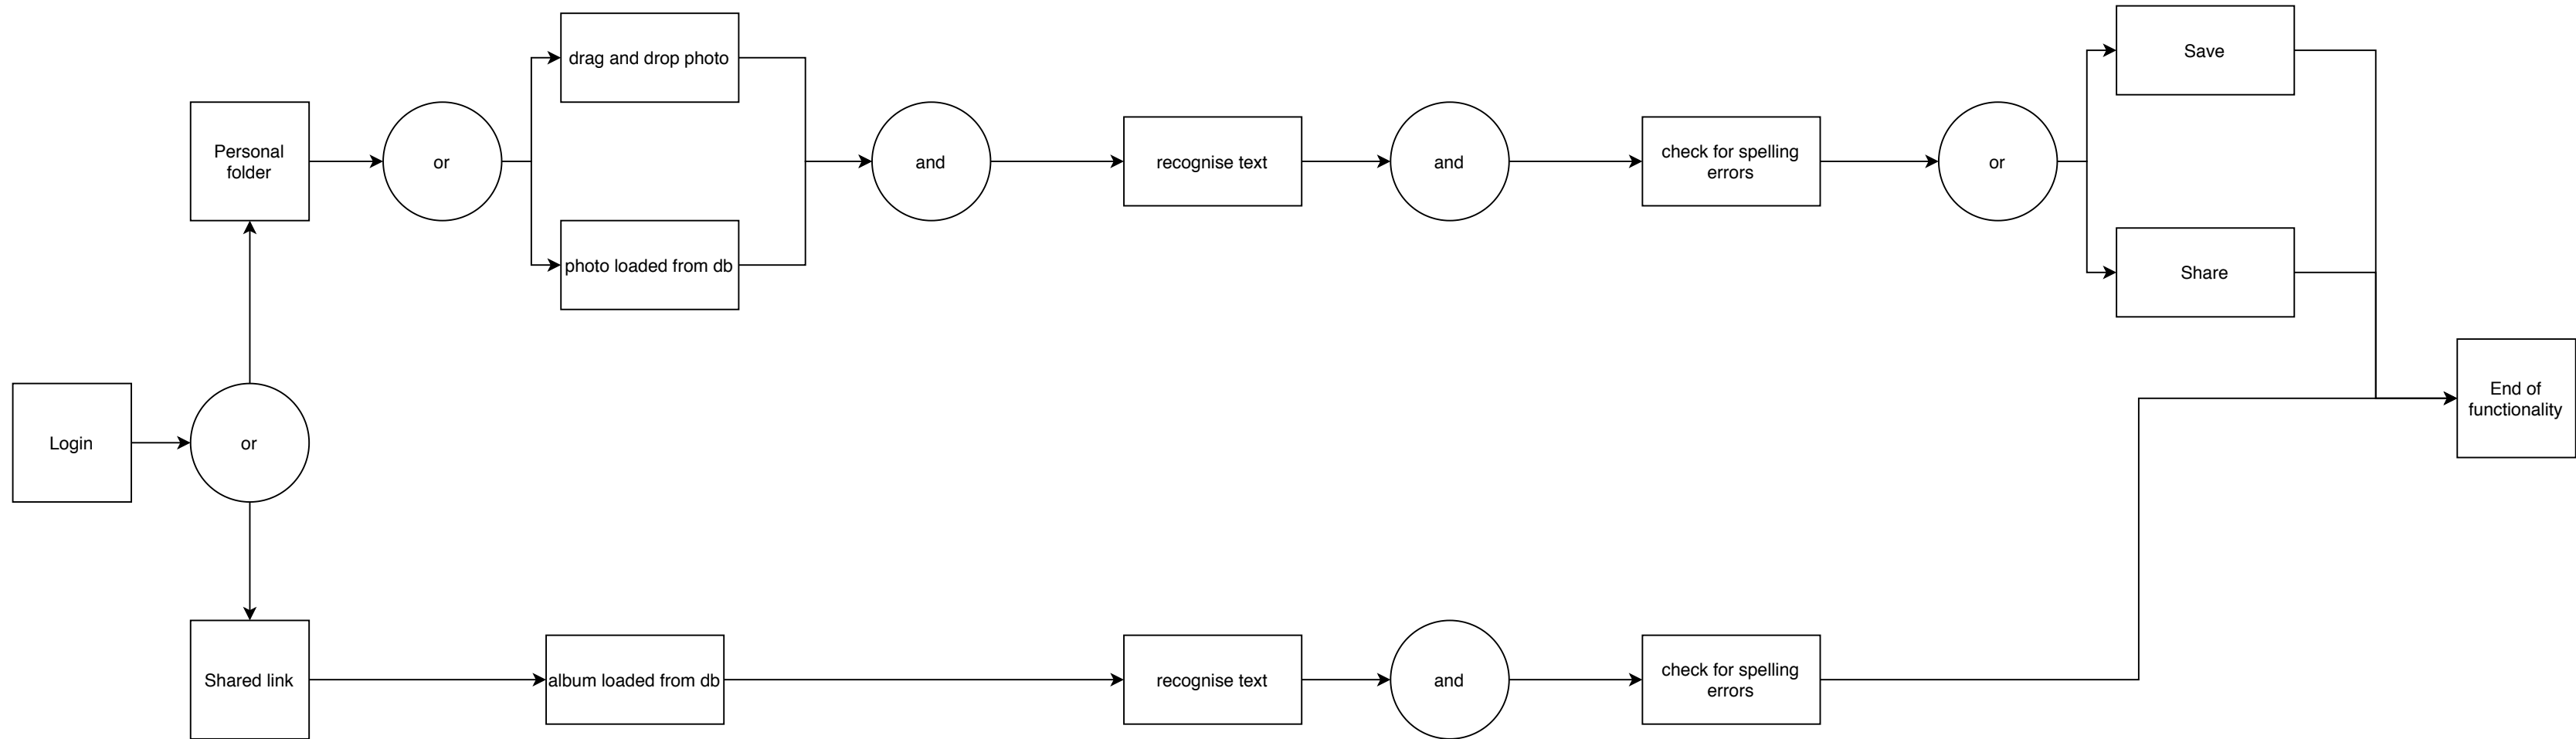 drag and drop photo
Save
Personal
folder
or
and
recognise text
and
check for spelling
errors
or
photo loaded from db
Share
Login
or
End of
functionality
Shared link
album loaded from db
recognise text
and
check for spelling
errors